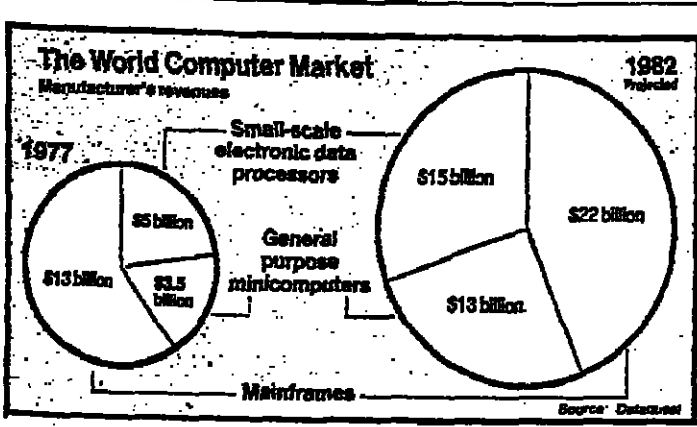 The World Computer Market
Manufacturer's revenues
1982
Projected
1977
Small-scale
electronic data
processors
General
purpose
minicomputers
Mainframes
$5 billion
$3.5
billion
$13 billion
$15 billion
$22 billion
$13 billion
Source: Dataquest